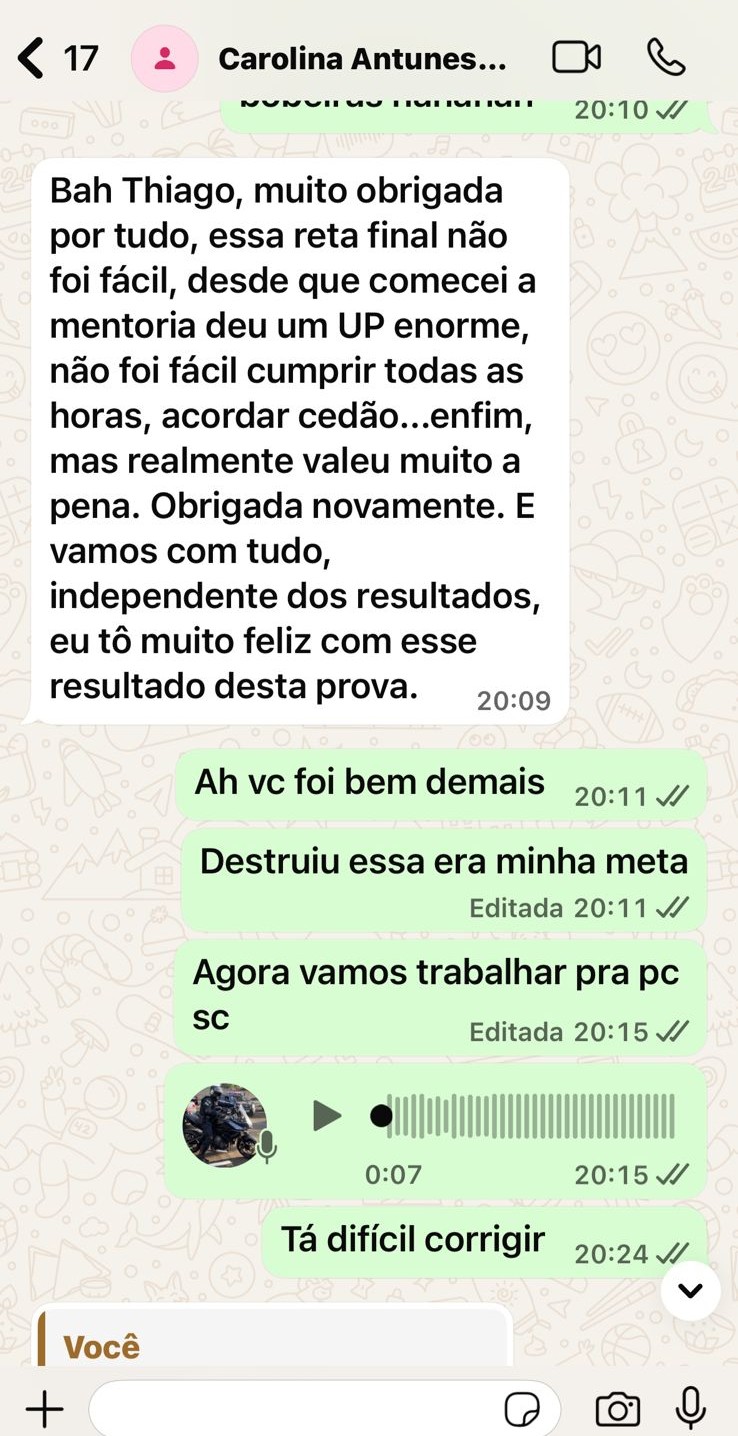 17 Carolina Antunes...
20:10
Bah Thiago, muito obrigada
por tudo, essa reta final não
foi fácil, desde que comecei a
mentoria deu um UP enorme,
não foi fácil cumprir todas as
horas, acordar cedão...enfim,
mas realmente valeu muito a
pena. Obrigada novamente. E
vamos com tudo,
independente dos resultados,
eu tô muito feliz com esse
resultado desta prova.
20:09
Ah vc foi bem demais 20:11
Destruiu essa era minha meta
Editada 20:11
Agora vamos trabalhar pra pc
sc
Editada 20:15
0:07 20:15
Tá difícil corrigir 20:24
Você